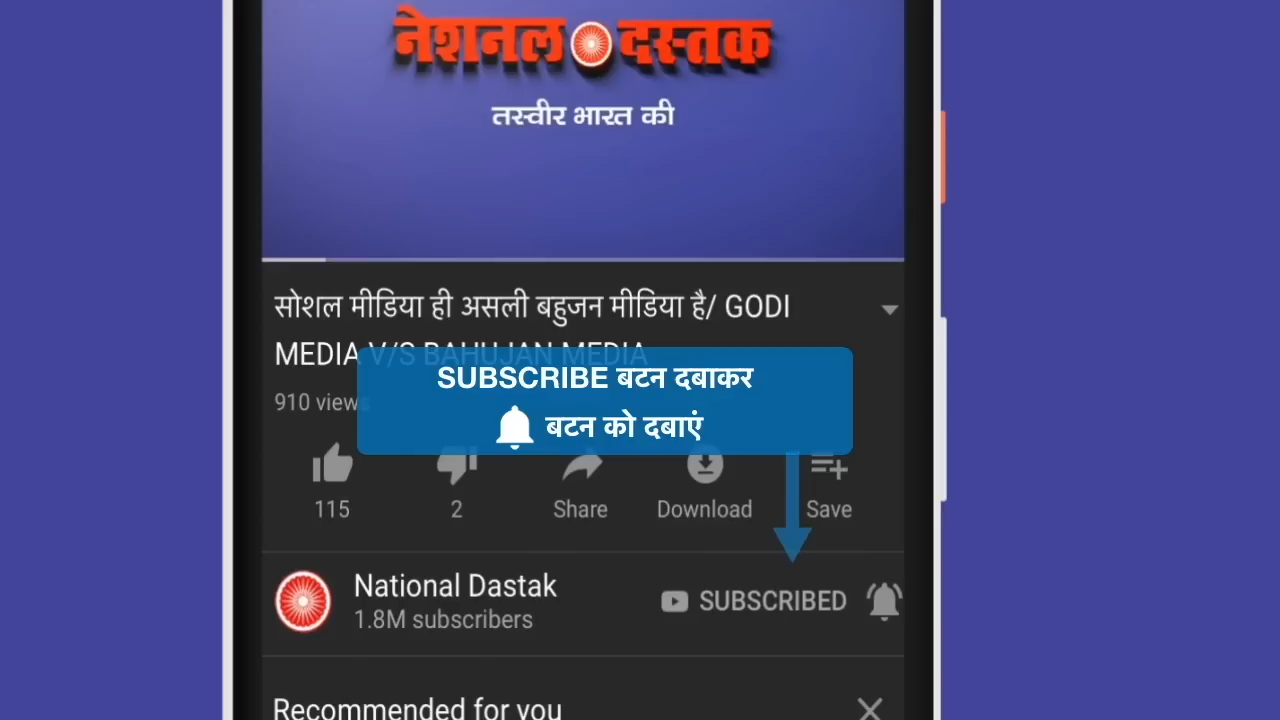 नेशनल दस्तक
तस्वीर भारत की
सोशल मीडिया ही असली बहुजन मीडिया है/ GODI
MEDIA V/S BAHUJAN MEDIA
910 views
SUBSCRIBE बटन दबाकर
बटन को दबाएं
115
2
Share
Download
Save
National Dastak
1.8M subscribers
SUBSCRIBED
Recommended for you